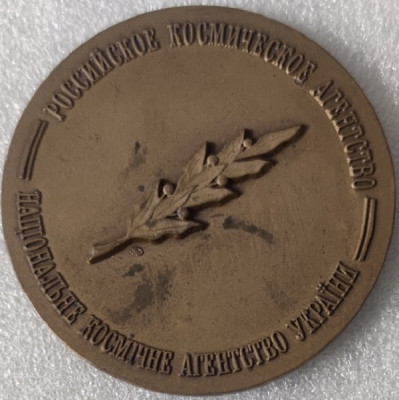 РОССИЙСКОЕ КОСМИЧЕСКОЕ АГЕНТСТВО
НАЦІОНАЛЬНЕ КОСМІЧНЕ АГЕНТСТВО УКРАЇНИ